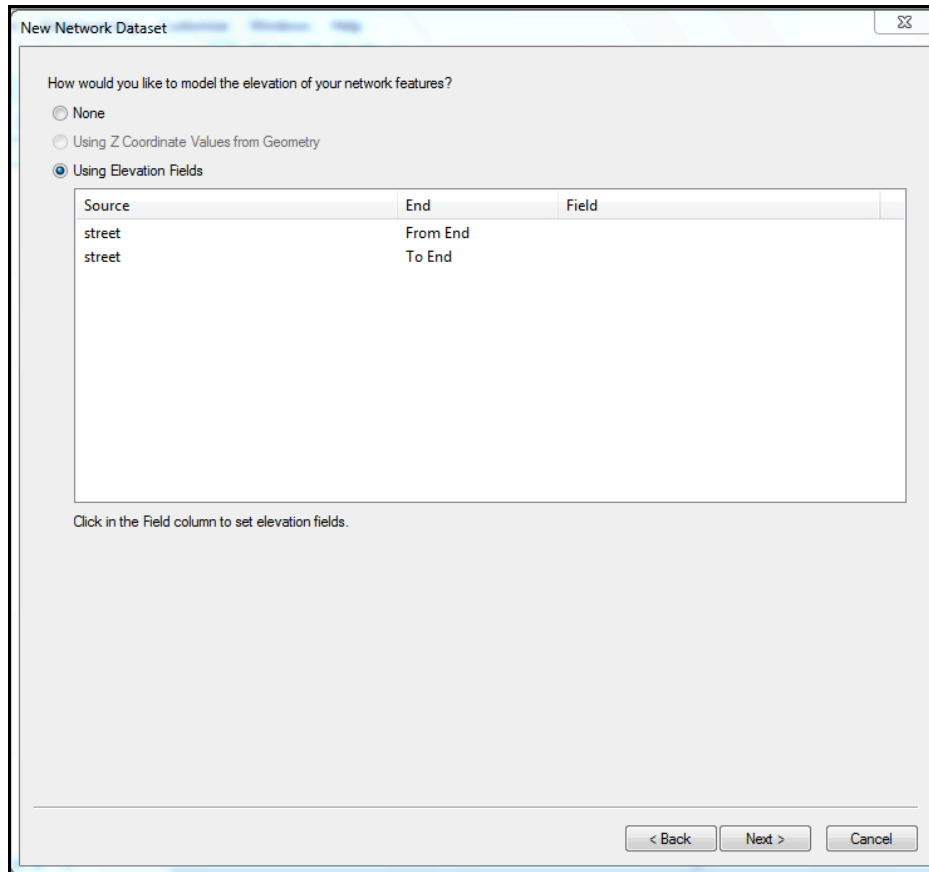 New Network Dataset
How would you like to model the elevation of your network features?
None
Using Z Coordinate Values from Geometry
Using Elevation Fields
Source End Field
street From End
street To End
Click in the Field column to set elevation fields.
< Back Next > Cancel